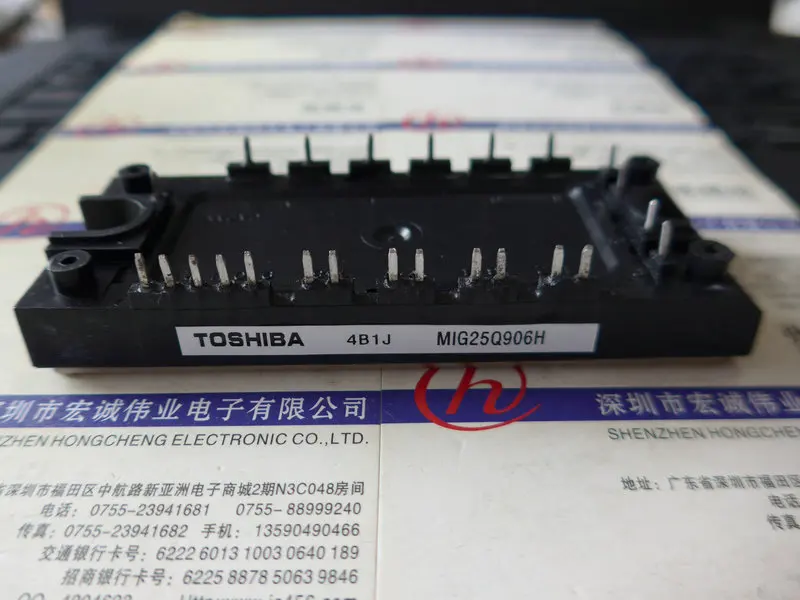 TOSHIBA 4B1J MIG25Q906H
h
圳市宏诚伟业电子有限公司
ZHEN HONGCHENG ELECTRONIC CO.,LTD.
省深圳市福田区中航路新亚洲电子商城2期N3C048房间
电话：0755-23941681 0755-88999240
传真：0755-23941682 手机：13590490466
交通银行卡号：6222 6013 1003 0640 189
招商银行卡号：6225 8878 5063 9846
深圳市宏诚伟业
SHENZHEN HONGCHENG
地址：广东省深圳市福田
电话
传真